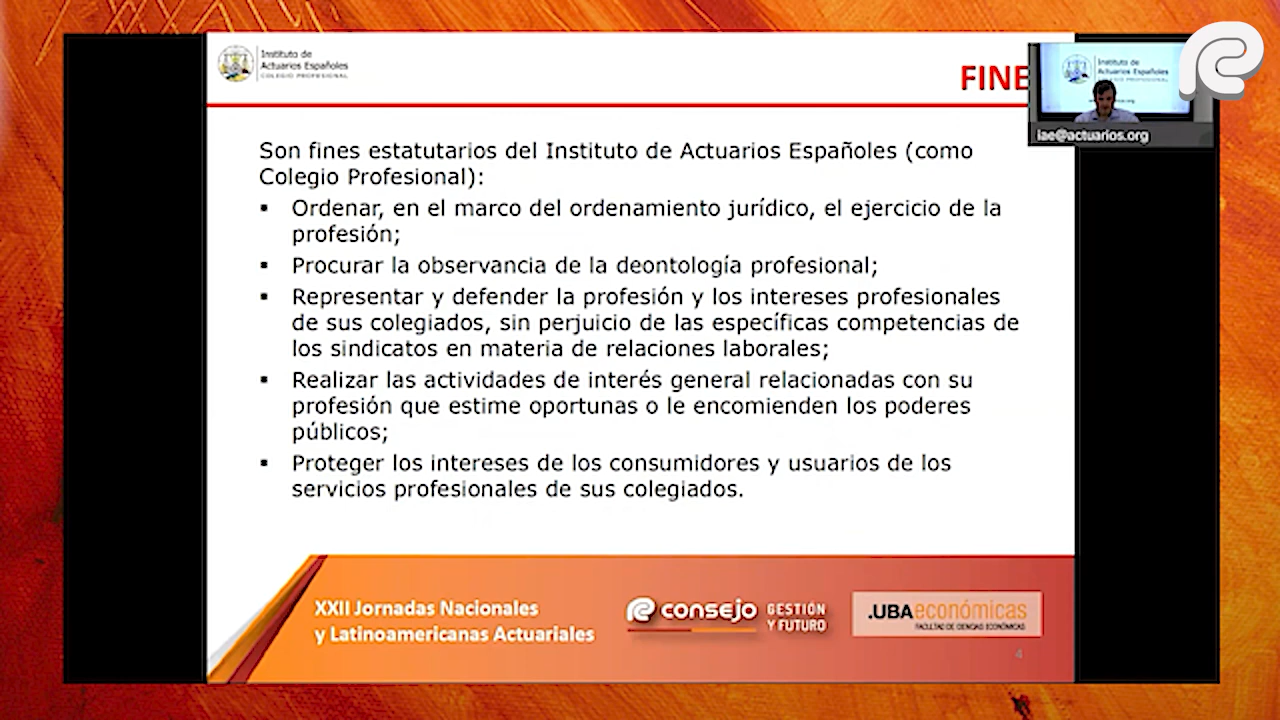 Instituto de
Actuarios Españoles
COLEGIO PROFESIONAL
FINE
Instituto de
Actuarios Españoles
iae@actuarios.org
Son fines estatutarios del Instituto de Actuarios Españoles (como
Colegio Profesional):
▪ Ordenar, en el marco del ordenamiento jurídico, el ejercicio de la
profesión;
▪ Procurar la observancia de la deontología profesional;
▪ Representar y defender la profesión y los intereses profesionales
de sus colegiados, sin perjuicio de las específicas competencias de
los sindicatos en materia de relaciones laborales;
▪ Realizar las actividades de interés general relacionadas con su
profesión que estime oportunas o le encomienden los poderes
públicos;
▪ Proteger los intereses de los consumidores y usuarios de los
servicios profesionales de sus colegiados.
XXII Jornadas Nacionales
y Latinoamericanas Actuariales
consejo
GESTIÓN
Y FUTURO
.UBAeconómicas
FACULTAD DE CIENCIAS ECONÓMICAS
4